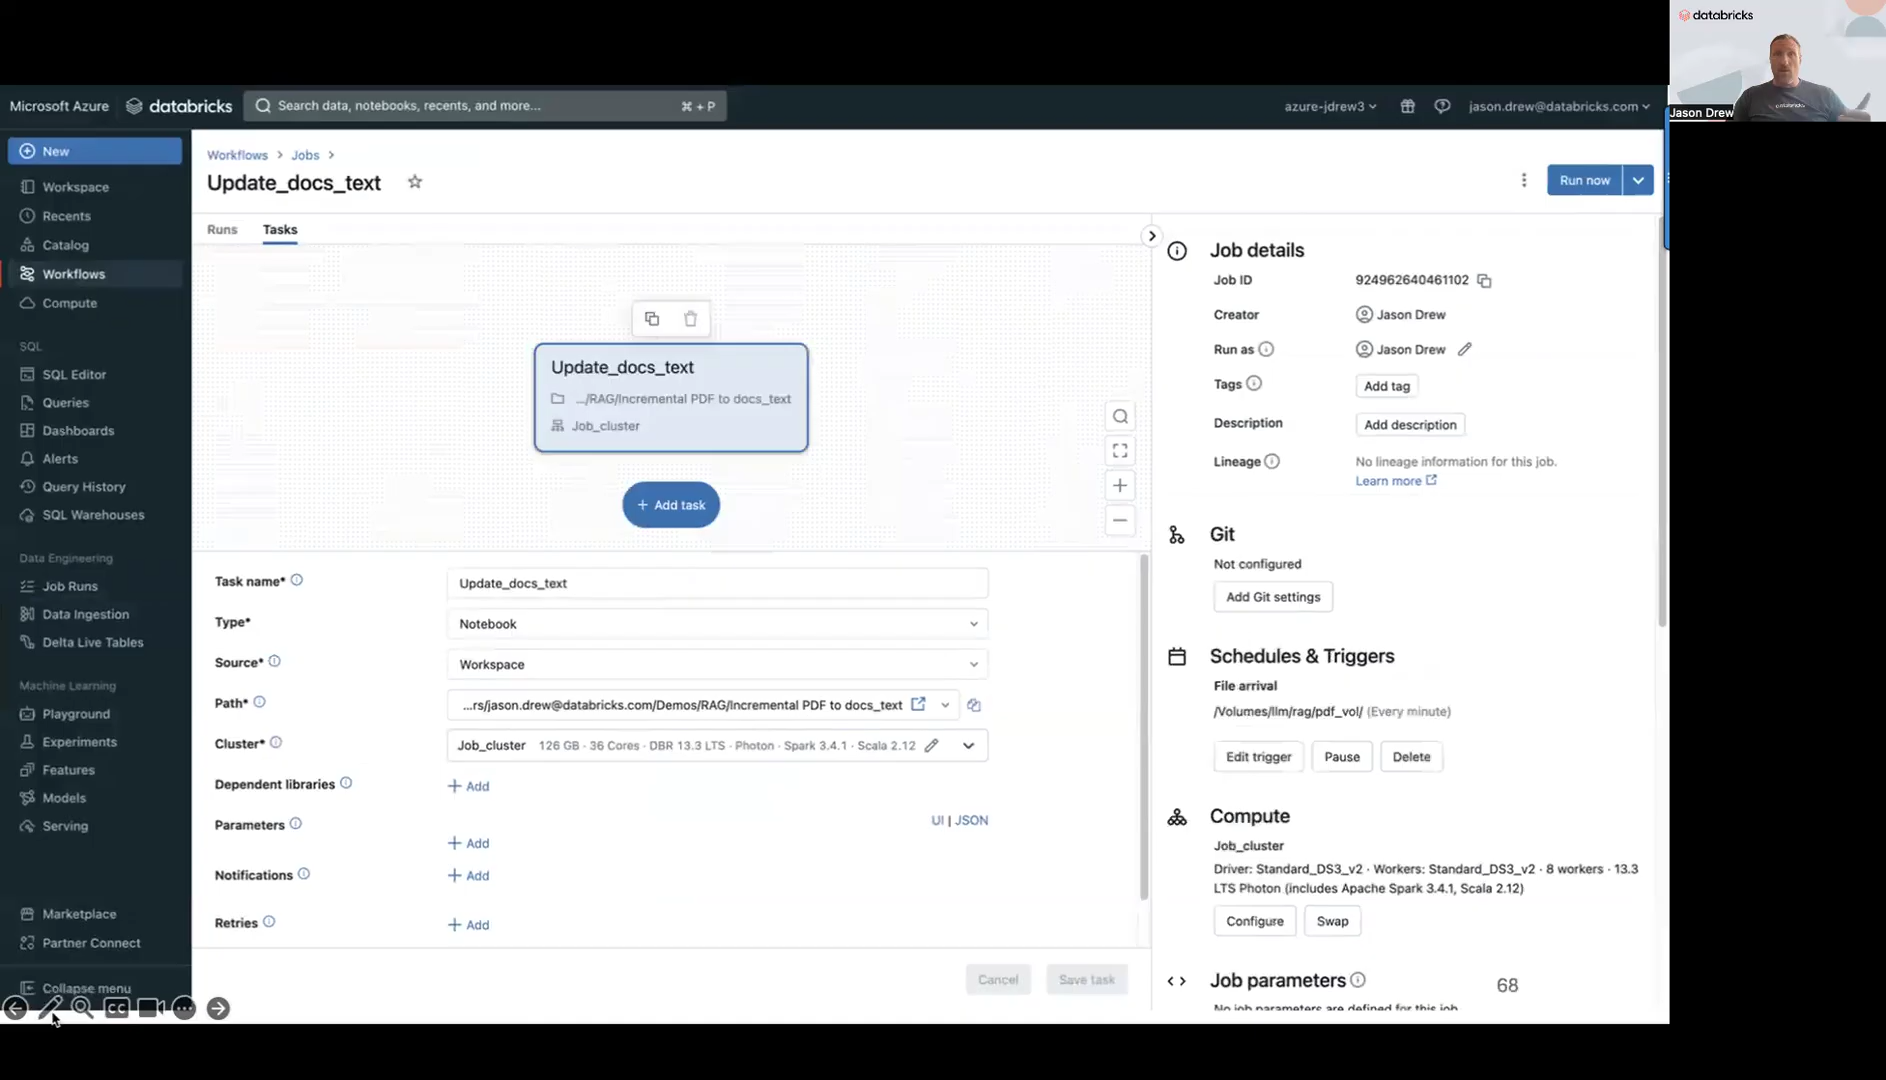 databricks
Jason Drew
Microsoft Azure
databricks
Search data, notebooks, recents, and more...
⌘ + P
azure-jdrew3
jason.drew@databricks.com
New
Workspace
Recents
Catalog
Workflows
Compute
SQL
SQL Editor
Queries
Dashboards
Alerts
Query History
SQL Warehouses
Data Engineering
Job Runs
Data Ingestion
Delta Live Tables
Machine Learning
Playground
Experiments
Features
Models
Serving
Marketplace
Partner Connect
Collapse menu
CC
Workflows > Jobs >
Update_docs_text
Run now
Runs
Tasks
Update_docs_text
.../RAG/Incremental PDF to docs_text
Job_cluster
+ Add task
Task name*
Update_docs_text
Type*
Notebook
Source*
Workspace
Path*
...rs/jason.drew@databricks.com/Demos/RAG/Incremental PDF to docs_text
Cluster*
Job_cluster 126 GB · 36 Cores · DBR 13.3 LTS · Photon · Spark 3.4.1 · Scala 2.12
Dependent libraries
+ Add
Parameters
UI | JSON
+ Add
Notifications
+ Add
Retries
+ Add
Cancel
Save task
Job details
Job ID
924962640461102
Creator
Jason Drew
Run as
Jason Drew
Tags
Add tag
Description
Add description
Lineage
No lineage information for this job.
Learn more
Git
Not configured
Add Git settings
Schedules & Triggers
File arrival
/Volumes/llm/rag/pdf_vol/ (Every minute)
Edit trigger
Pause
Delete
Compute
Job_cluster
Driver: Standard_DS3_v2 · Workers: Standard_DS3_v2 · 8 workers · 13.3
LTS Photon (includes Apache Spark 3.4.1, Scala 2.12)
Configure
Swap
Job parameters
68
No job parameters are defined for this job